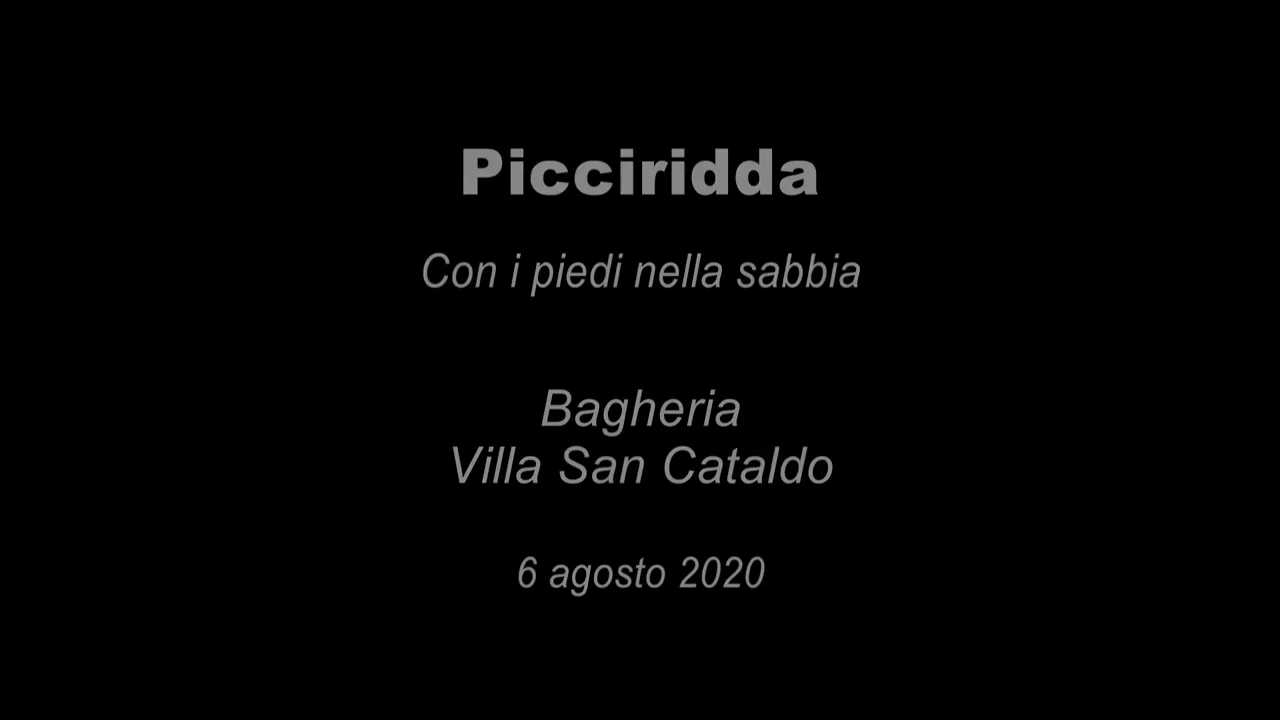 Picciridda
Con i piedi nella sabbia
Bagheria
Villa San Cataldo
6 agosto 2020